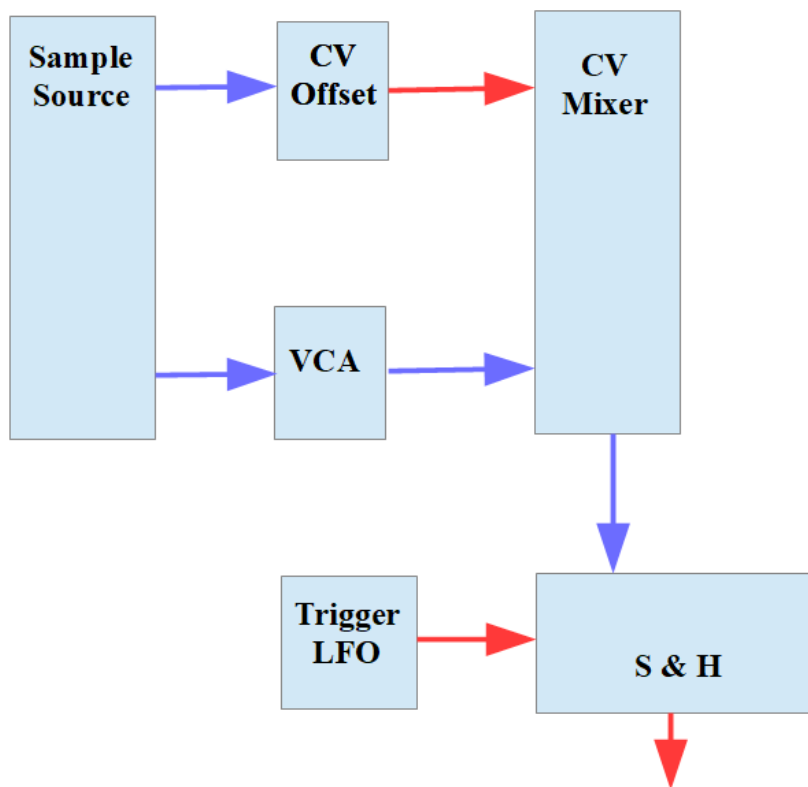 Sample
Source
CV
Offset
CV
Mixer
VCA
Trigger
LFO
S & H